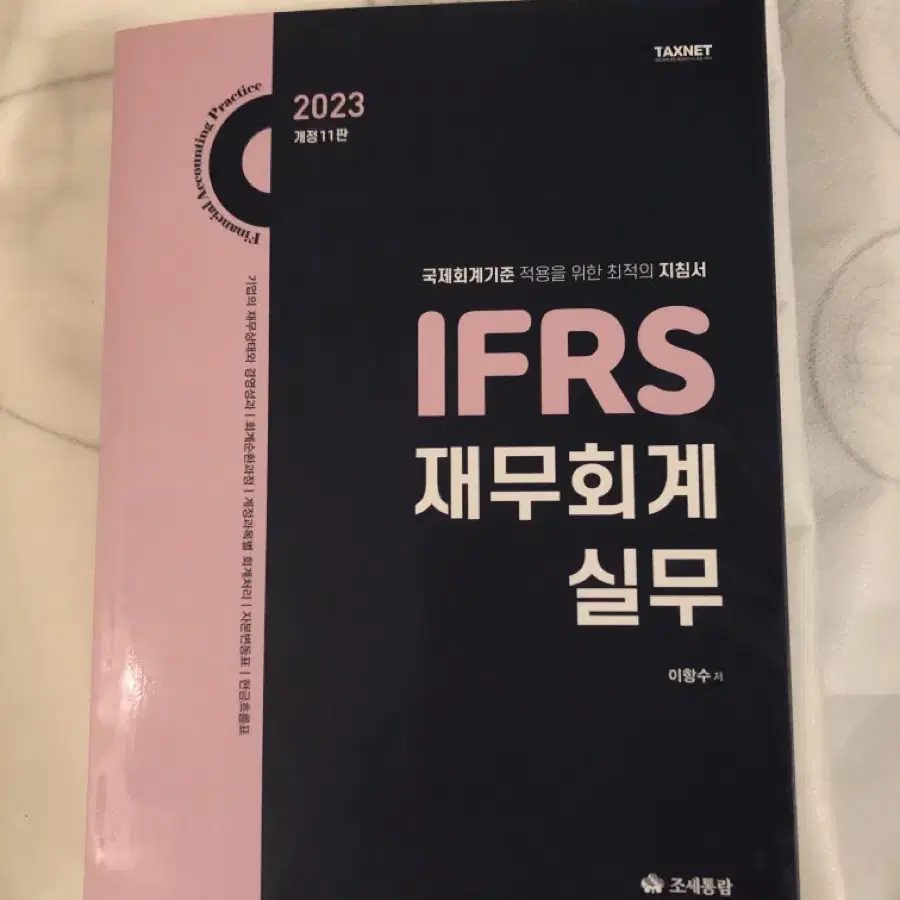 TAXNET
2023
개정11판
Financial Accounting Practice
국제회계기준 적용을 위한 최적의 지침서
IFRS
재무회계
실무
이항수 저
기업의 재무상태와 경영성과 | 회계순환과정 | 계정과목별 회계처리 | 자본변동표 | 현금흐름표
조세통람